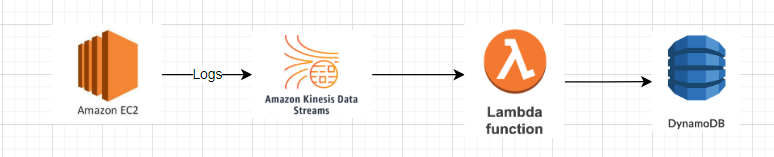 Amazon EC2
Logs
Amazon Kinesis Data
Streams
Lambda
function
DynamoDB